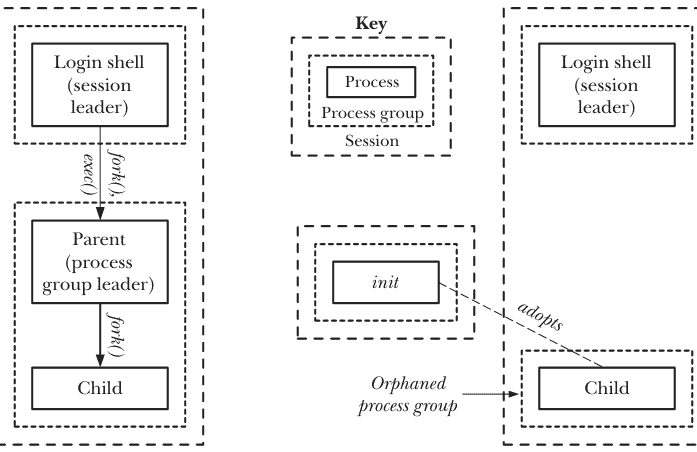 Login shell
(session
leader)
fork(),
exec()
Parent
(process
group leader)
fork()
Child
Key
Process
Process group
Session
init
adopts
Orphaned
process group
Login shell
(session
leader)
Child